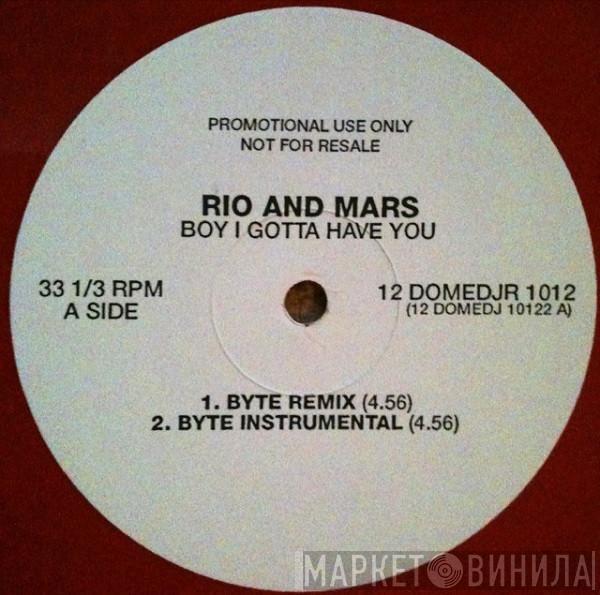 PROMOTIONAL USE ONLY
NOT FOR RESALE
RIO AND MARS
BOY I GOTTA HAVE YOU
33 1/3 RPM
A SIDE
12 DOMEDJR 1012
(12 DOMEDJ 10122 A)
1. BYTE REMIX (4.56)
2. BYTE INSTRUMENTAL (4.56)
МАРКЕТ ВИНИЛА